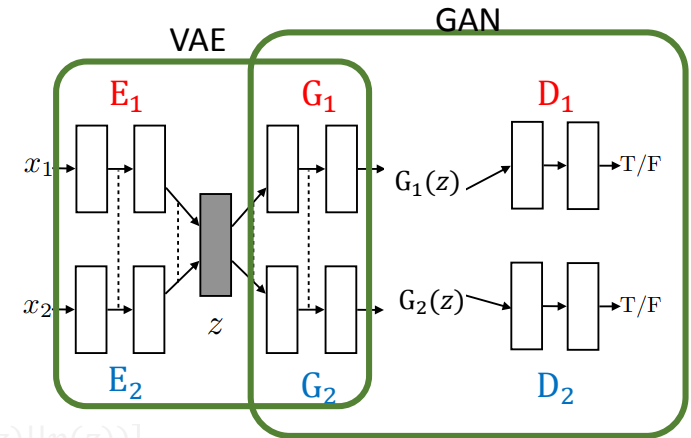 VAE
GAN
E₁
G₁
D₁
x₁
G₁(z)
T/F
x₂
z
G₂(z)
T/F
E₂
G₂
D₂